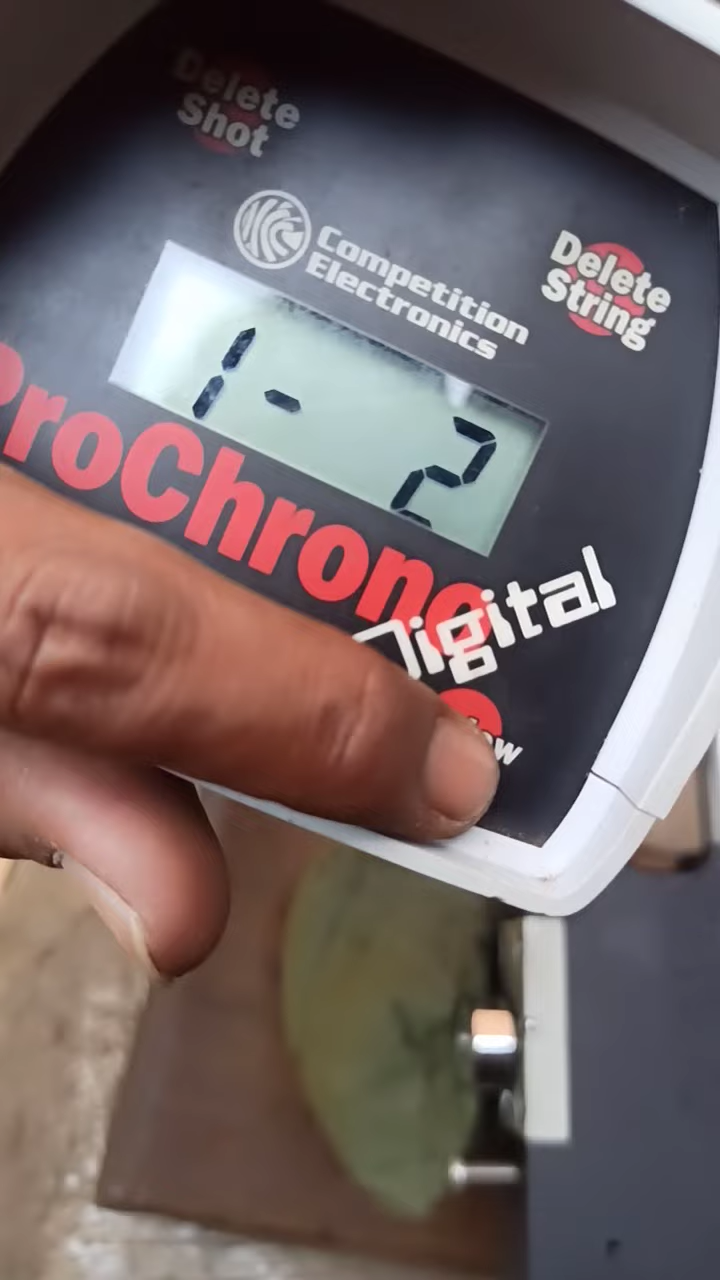 Delete
Shot
Competition
Electronics
Delete
String
1- 2
ProChrono
Digital